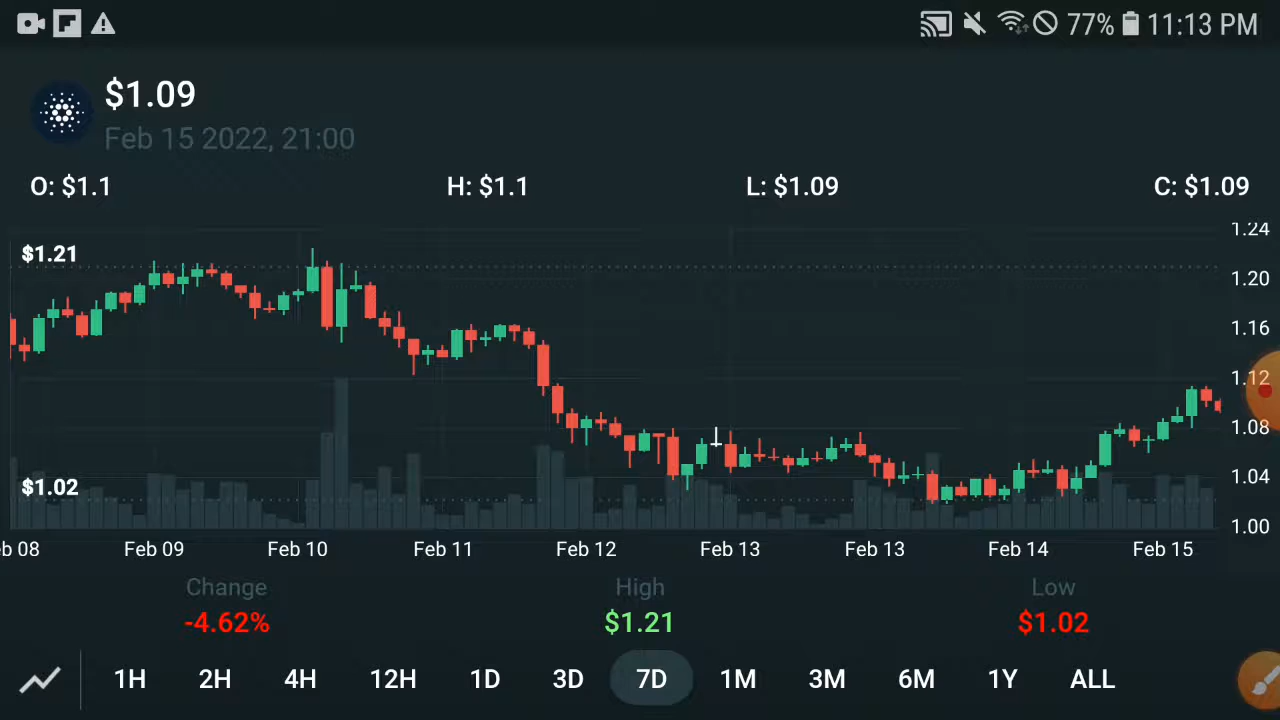 77% 11:13 PM
$1.09
Feb 15 2022, 21:00
O: $1.1 H: $1.1 L: $1.09 C: $1.09
1.24
$1.21
1.20
1.16
1.12
1.08
$1.02
1.04
1.00
b 08 Feb 09 Feb 10 Feb 11 Feb 12 Feb 13 Feb 13 Feb 14 Feb 15
Change High Low
-4.62% $1.21 $1.02
1H 2H 4H 12H 1D 3D 7D 1M 3M 6M 1Y ALL